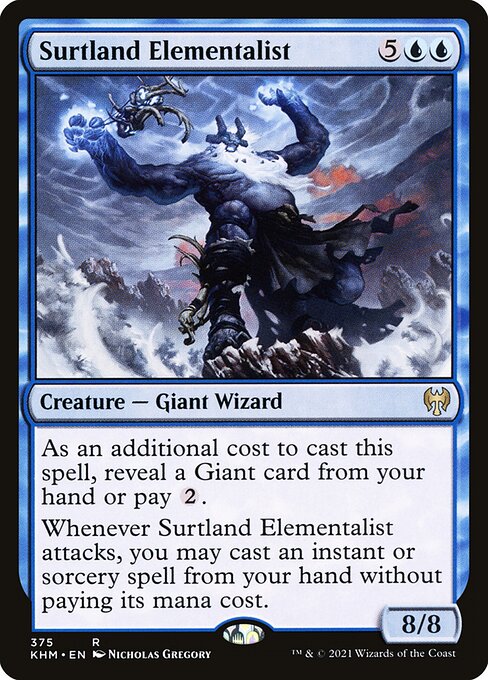 Surtland Elementalist 5
Creature — Giant Wizard
As an additional cost to cast this
spell, reveal a Giant card from your
hand or pay 2.
Whenever Surtland Elementalist
attacks, you may cast an instant or
sorcery spell from your hand without
paying its mana cost.
8/8
375 R
KHM • EN Nicholas Gregory
™ & © 2021 Wizards of the Coast